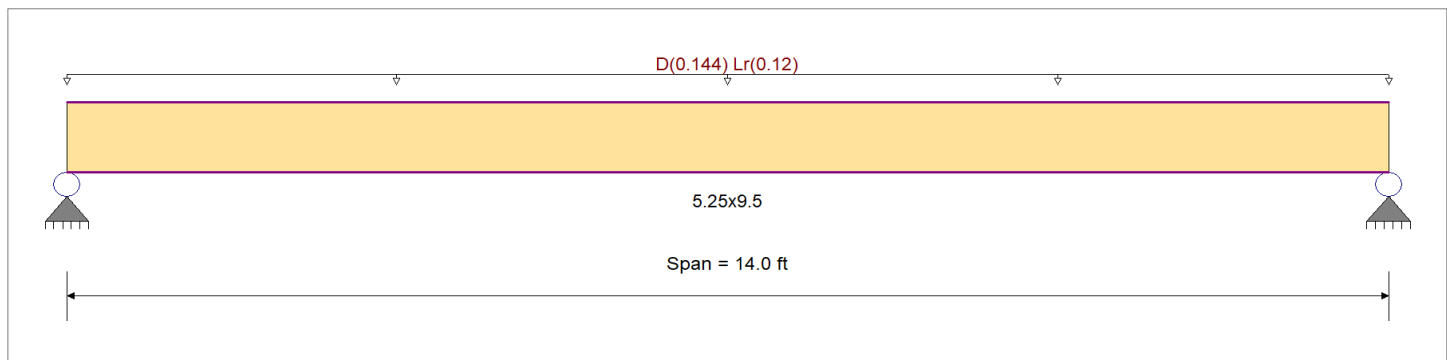 D(0.144) Lr(0.12)
5.25x9.5
Span = 14.0 ft